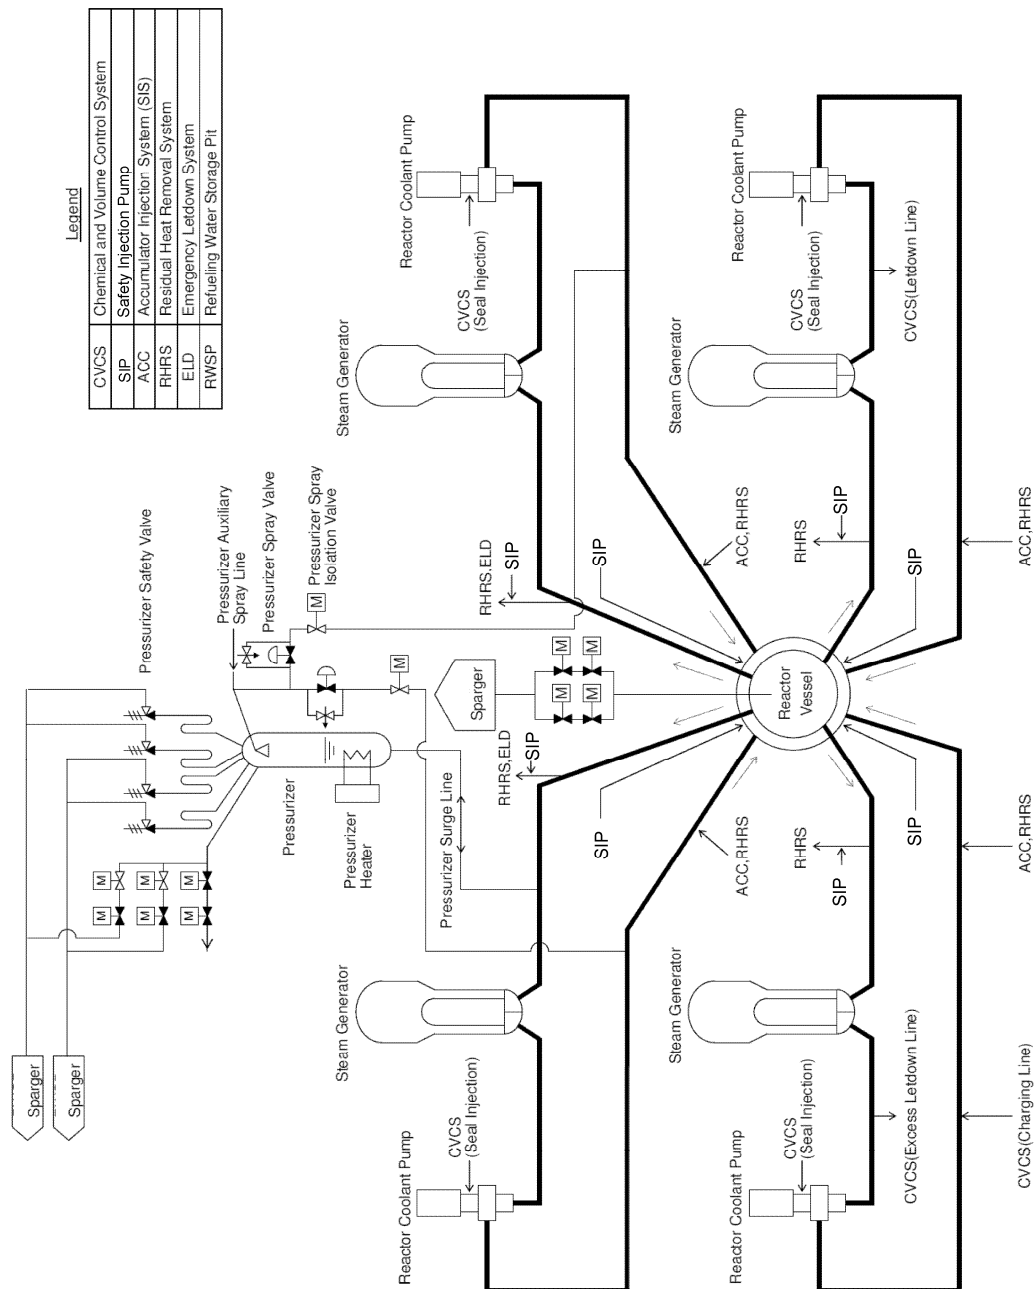 Sparger
Sparger
Legend
CVCS Chemical and Volume Control System
SIP Safety Injection Pump
ACC Accumulator Injection System (SIS)
RHRS Residual Heat Removal System
ELD Emergency Letdown System
RWSP Refueling Water Storage Pit
M
M
M
M
M
M
Pressurizer Safety Valve
Pressurizer Auxiliary
Spray Line
Pressurizer Spray Valve
Pressurizer Spray
Isolation Valve
M
M
Pressurizer
Pressurizer
Heater
Pressurizer Surge Line
Steam Generator
Steam Generator
Reactor Coolant Pump
Reactor Coolant Pump
CVCS
(Seal Injection)
CVCS
(Seal Injection)
Sparger
M
M
M
M
RHRS,ELD
SIP
RHRS,ELD
SIP
SIP
SIP
ACC,RHRS
ACC,RHRS
Reactor
Vessel
Steam Generator
Steam Generator
Reactor Coolant Pump
Reactor Coolant Pump
CVCS
(Seal Injection)
CVCS
(Seal Injection)
RHRS
SIP
RHRS
SIP
CVCS(Excess Letdown Line)
SIP
SIP
CVCS(Letdown Line)
CVCS(Charging Line)
ACC,RHRS
ACC,RHRS